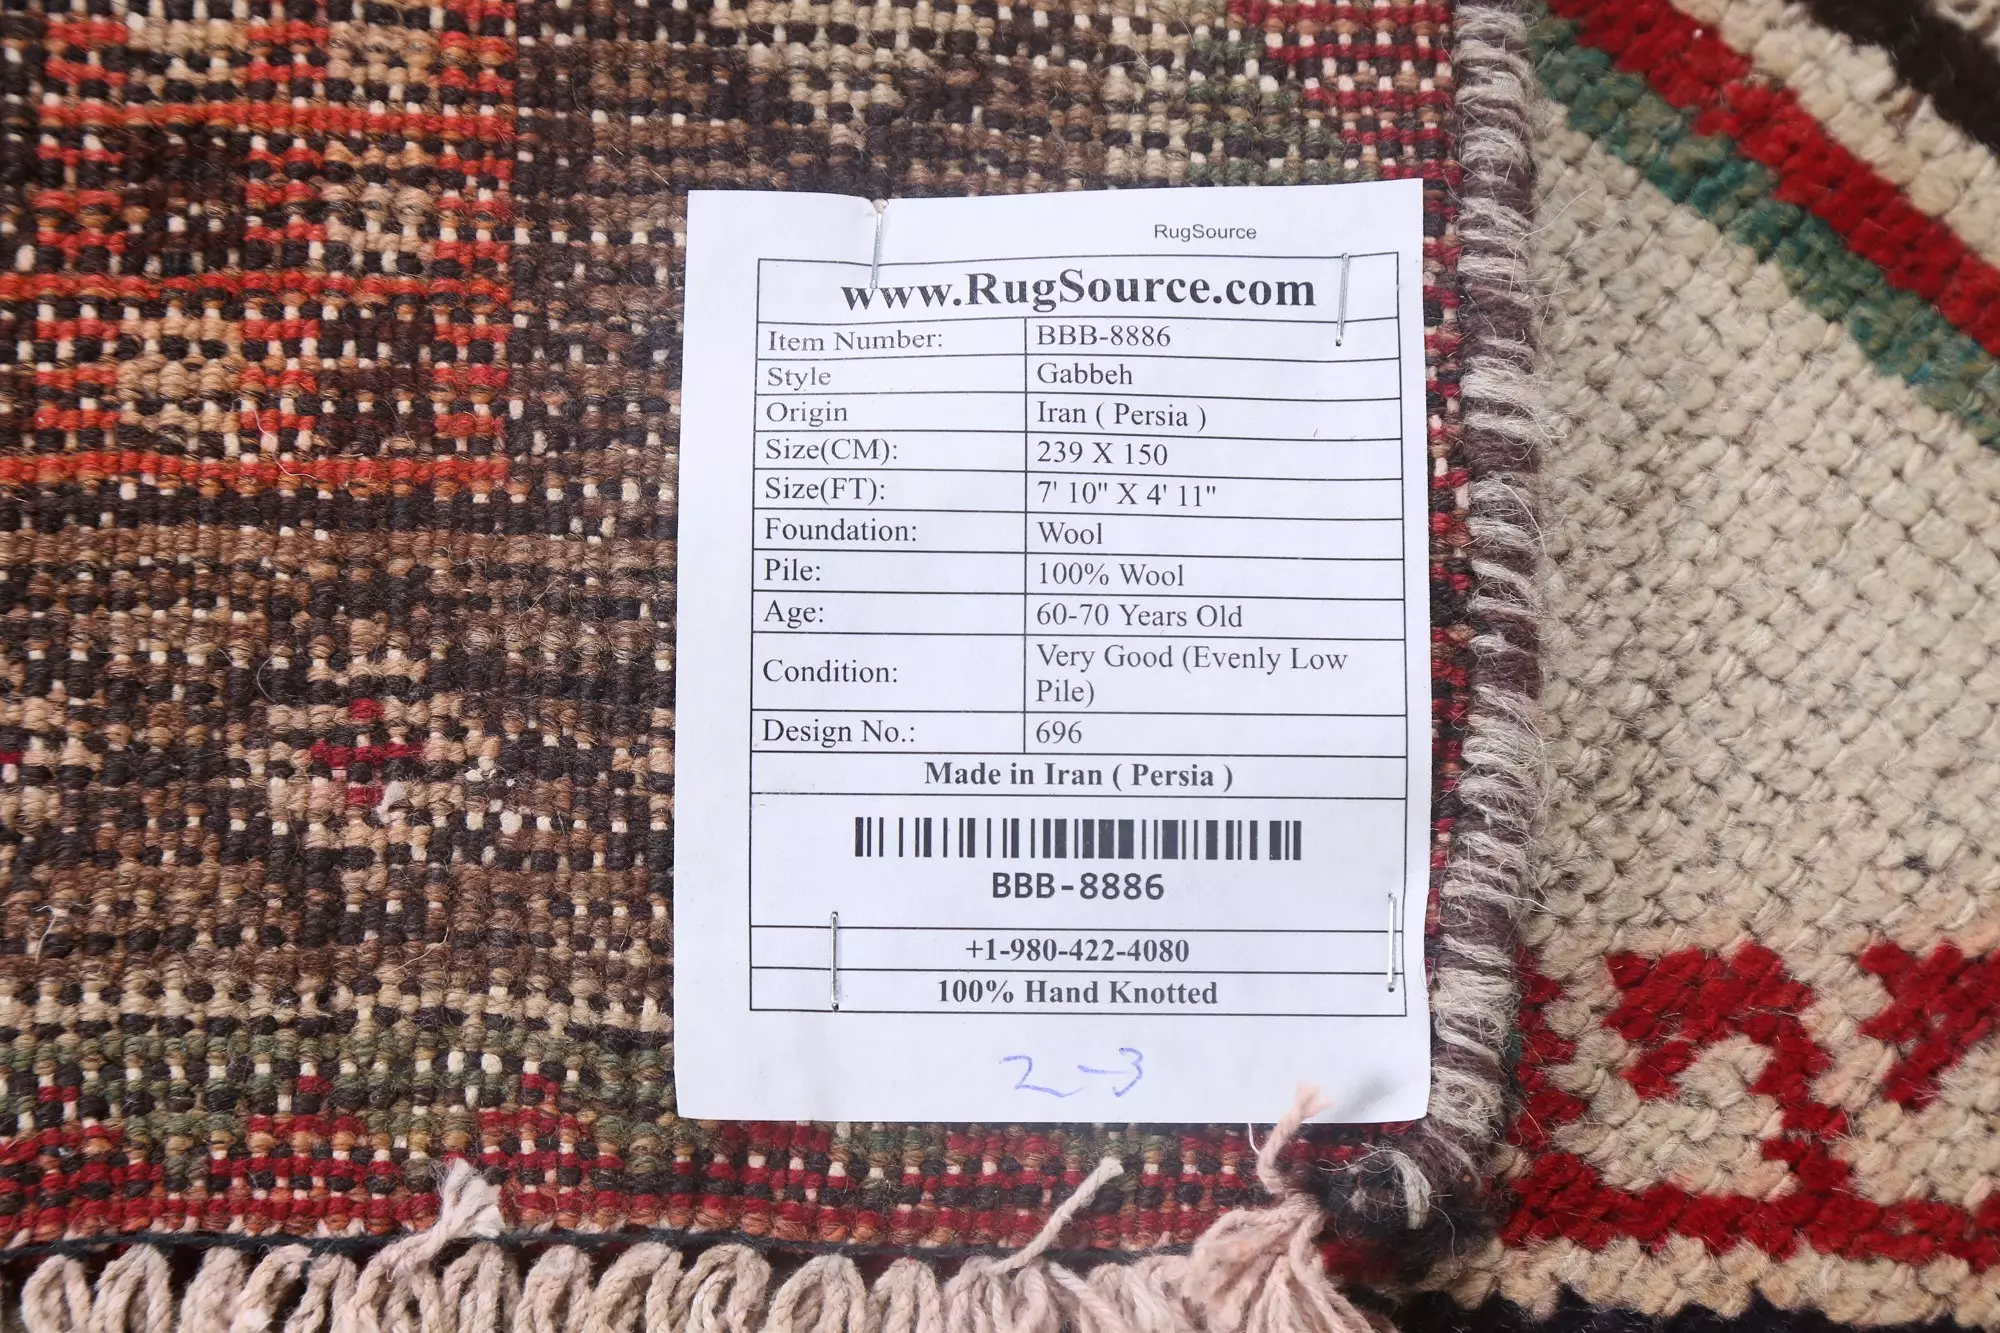 RugSource
www.RugSource.com
Item Number: BBB-8886
Style Gabbeh
Origin Iran ( Persia )
Size(CM): 239 X 150
Size(FT): 7' 10" X 4' 11"
Foundation: Wool
Pile: 100% Wool
Age: 60-70 Years Old
Condition: Very Good (Evenly Low
Pile)
Design No.: 696
Made in Iran ( Persia )
BBB-8886
+1-980-422-4080
100% Hand Knotted
2-3